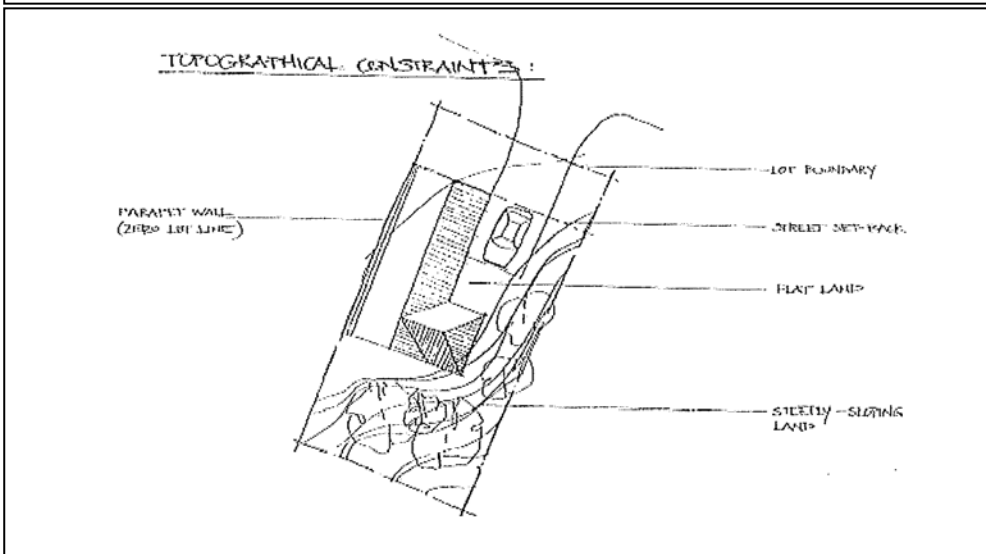 TOPOGRAPHICAL CONSTRAINTS :
LOT BOUNDARY
PARAPET WALL
(ZERO LOT LINE)
STREET SET-BACK
FLAT LAND
STEEPLY-SLOPING
LAND